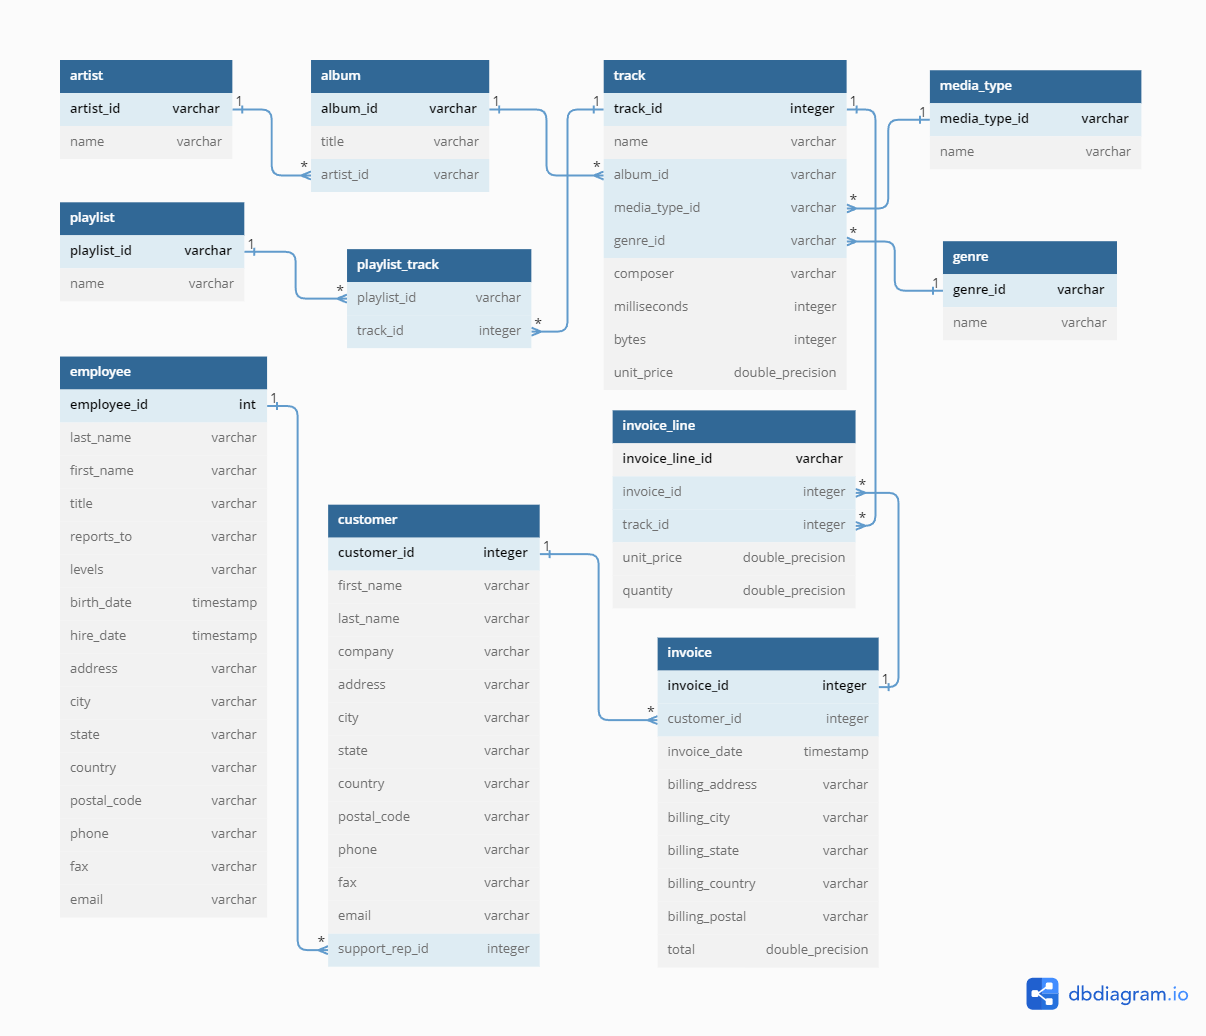 artist
artist_id varchar
name varchar
album
album_id varchar
title varchar
artist_id varchar
track
track_id integer
name varchar
album_id varchar
media_type_id varchar
genre_id varchar
composer varchar
milliseconds integer
bytes integer
unit_price double_precision
media_type
media_type_id varchar
name varchar
playlist
playlist_id varchar
name varchar
playlist_track
playlist_id varchar
track_id integer
genre
genre_id varchar
name varchar
employee
employee_id int
last_name varchar
first_name varchar
title varchar
reports_to varchar
levels varchar
birth_date timestamp
hire_date timestamp
address varchar
city varchar
state varchar
country varchar
postal_code varchar
phone varchar
fax varchar
email varchar
customer
customer_id integer
first_name varchar
last_name varchar
company varchar
address varchar
city varchar
state varchar
country varchar
postal_code varchar
phone varchar
fax varchar
email varchar
support_rep_id integer
invoice_line
invoice_line_id varchar
invoice_id integer
track_id integer
unit_price double_precision
quantity double_precision
invoice
invoice_id integer
customer_id integer
invoice_date timestamp
billing_address varchar
billing_city varchar
billing_state varchar
billing_country varchar
billing_postal varchar
total double_precision
1
*
1
*
1
1
1
*
*
1
*
1
*
*
*
1
1
*
1
*
1
*
dbdiagram.io